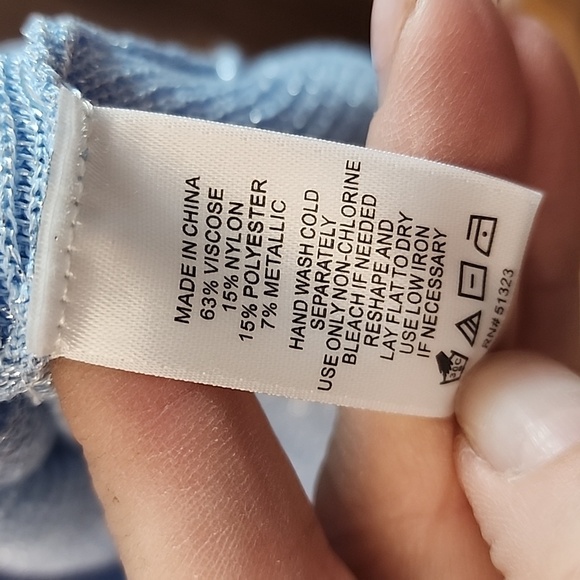 MADE IN CHINA
63% VISCOSE
15% NYLON
15% POLYESTER
7% METALLIC
HAND WASH COLD
SEPARATELY
USE ONLY NON-CHLORINE
BLEACH IF NEEDED
RESHAPE AND
LAY FLAT TO DRY
USE LOW IRON
IF NECESSARY
30C
RN# 51323